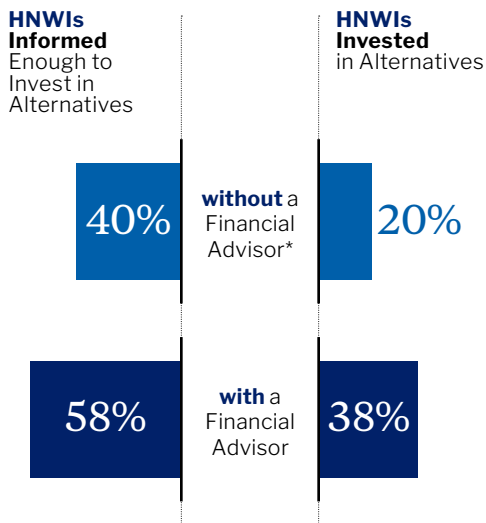 HNWIs
Informed
Enough to
Invest in
Alternatives
HNWIs
Invested
in Alternatives
40%
without a
Financial
Advisor*
20%
58%
with a
Financial
Advisor
38%